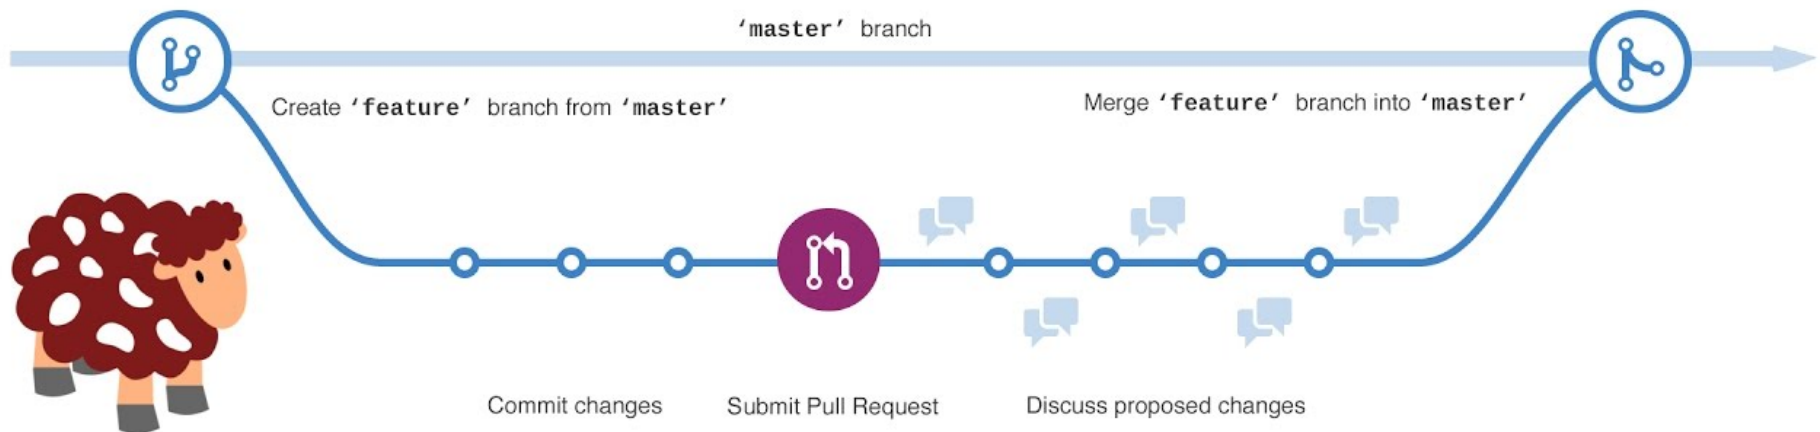 ‘master’ branch
Create ‘feature’ branch from ‘master’
Merge ‘feature’ branch into ‘master’
Commit changes
Submit Pull Request
Discuss proposed changes